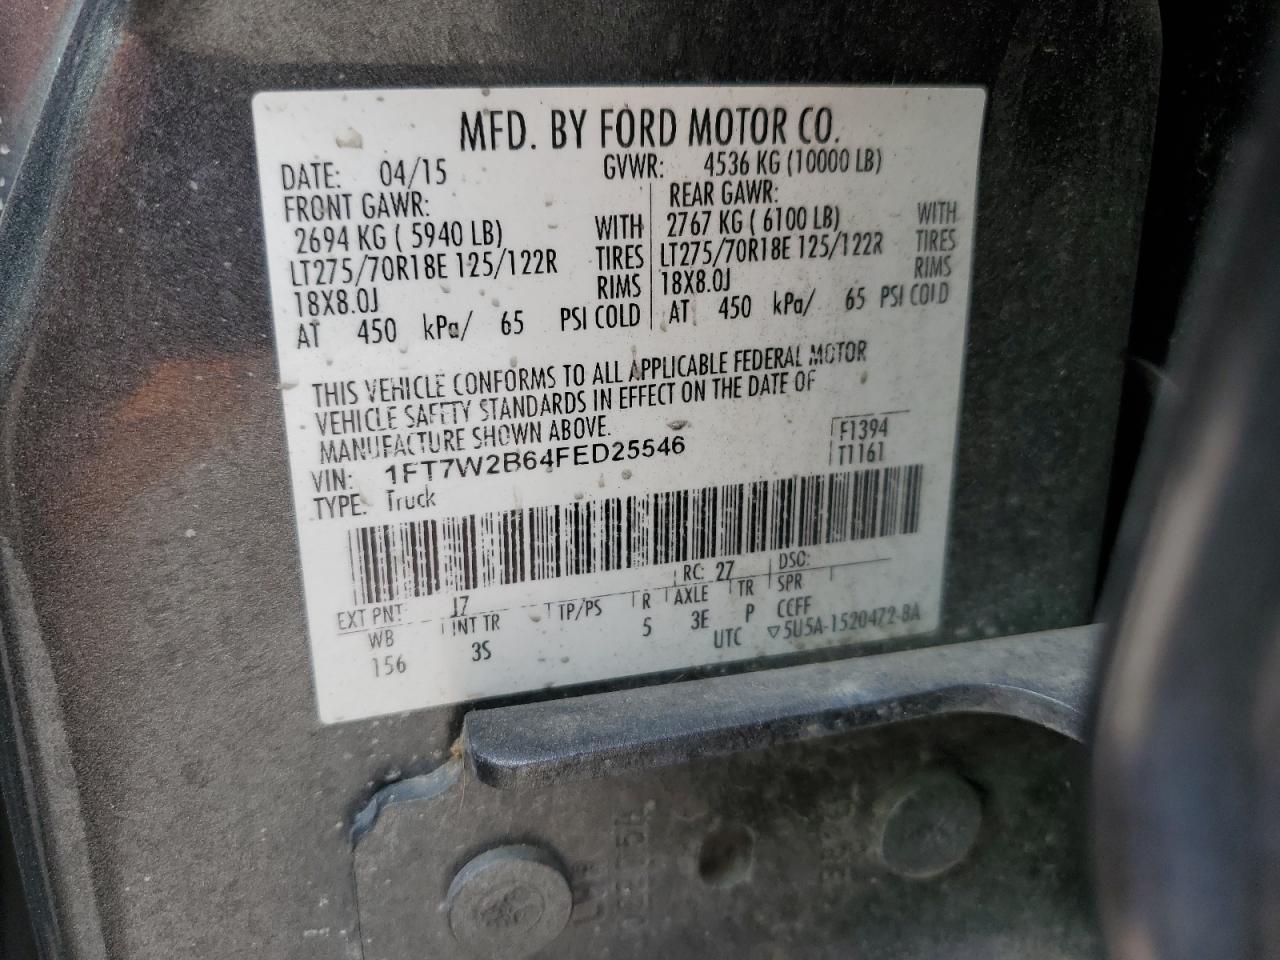 MFD. BY FORD MOTOR CO.
DATE: 04/15 GVWR: 4536 KG (10000 LB)
FRONT GAWR: REAR GAWR:
2694 KG ( 5940 LB) WITH 2767 KG ( 6100 LB) WITH
LT275/70R18E 125/122R TIRES LT275/70R18E 125/122R TIRES
18X8.0J RIMS 18X8.0J RIMS
AT 450 kPa/ 65 PSI COLD AT 450 kPa/ 65 PSI COLD
THIS VEHICLE CONFORMS TO ALL APPLICABLE FEDERAL MOTOR
VEHICLE SAFETY STANDARDS IN EFFECT ON THE DATE OF
MANUFACTURE SHOWN ABOVE.
VIN: 1FT7W2B64FED25546 F1394
TYPE: Truck T1161
EXT PNT: J7 RC: 27 DSO:
WB INT TR TP/PS R AXLE TR SPR
156 3S 5 3E P CCFF
UTC ▽5U5A-1520472-BA